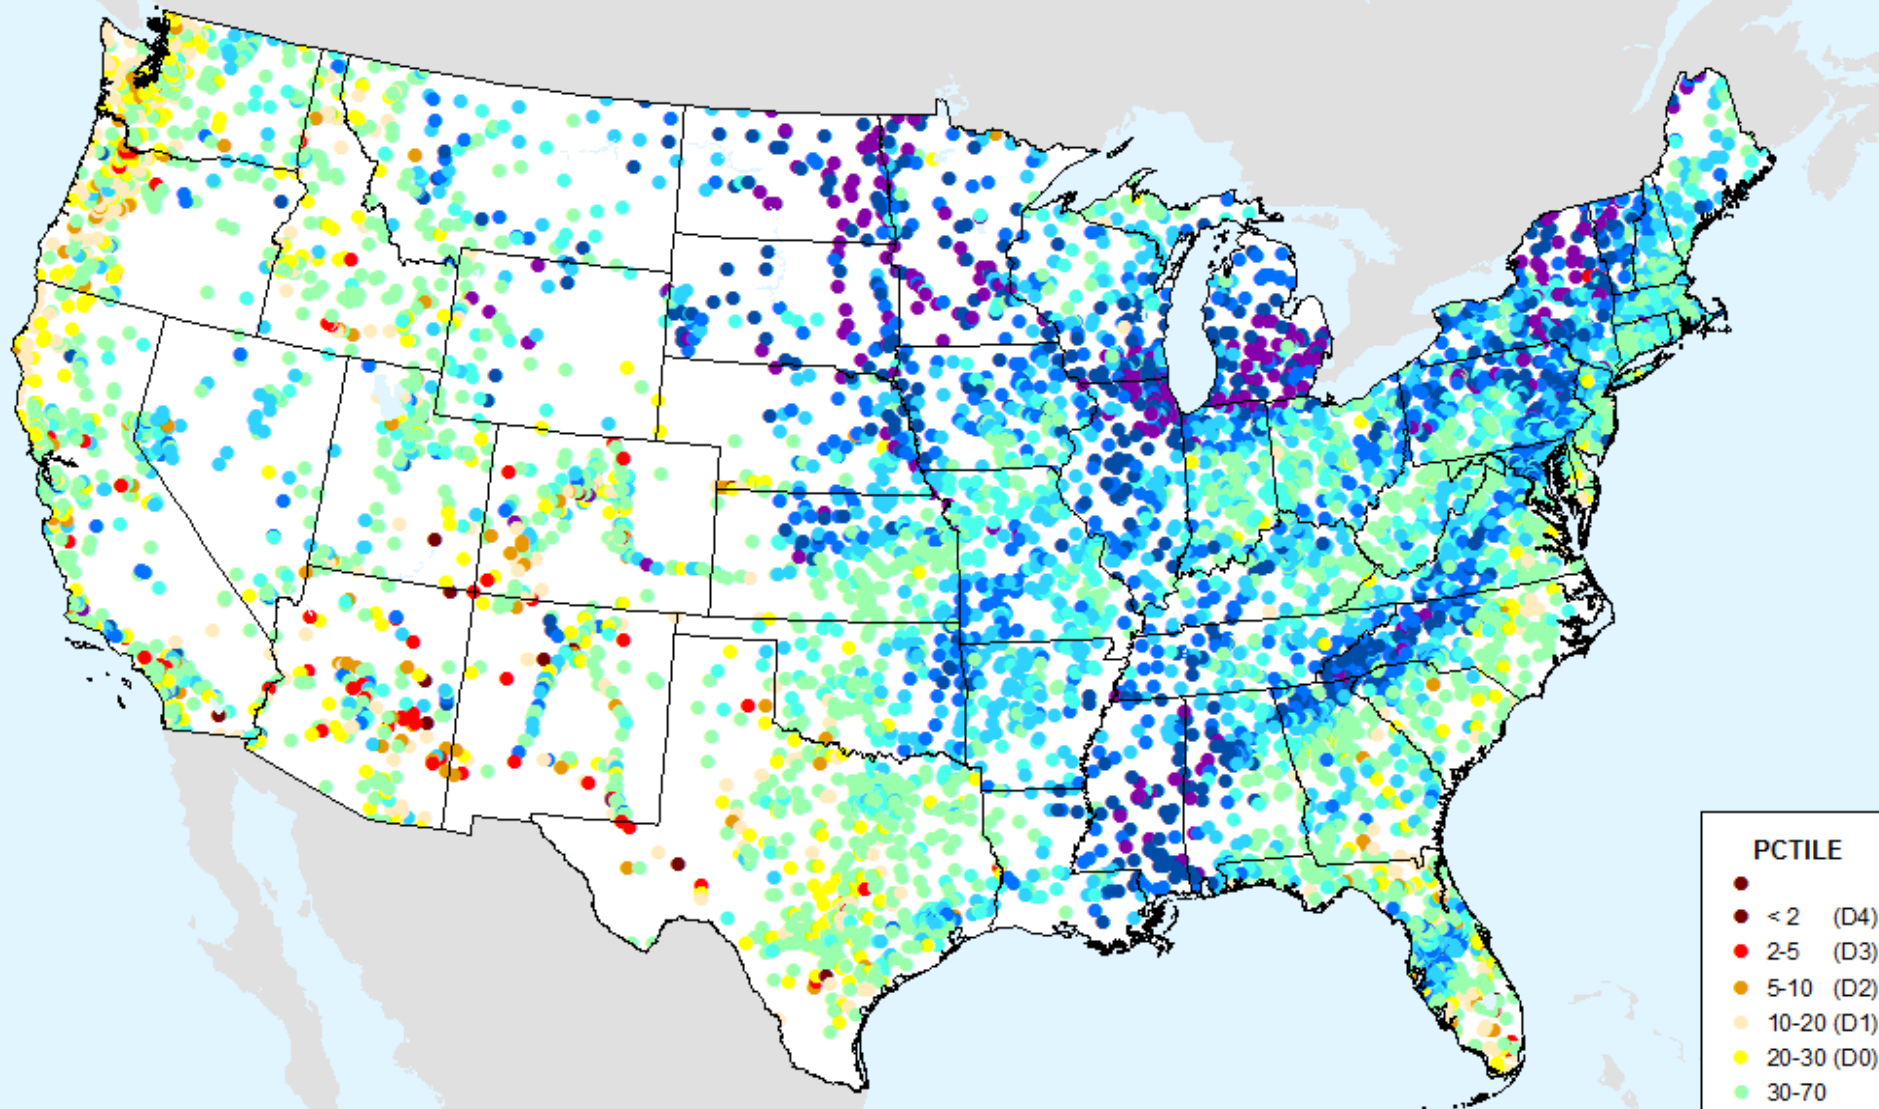 PCTILE
< 2 (D4)
2-5 (D3)
5-10 (D2)
10-20 (D1)
20-30 (D0)
30-70